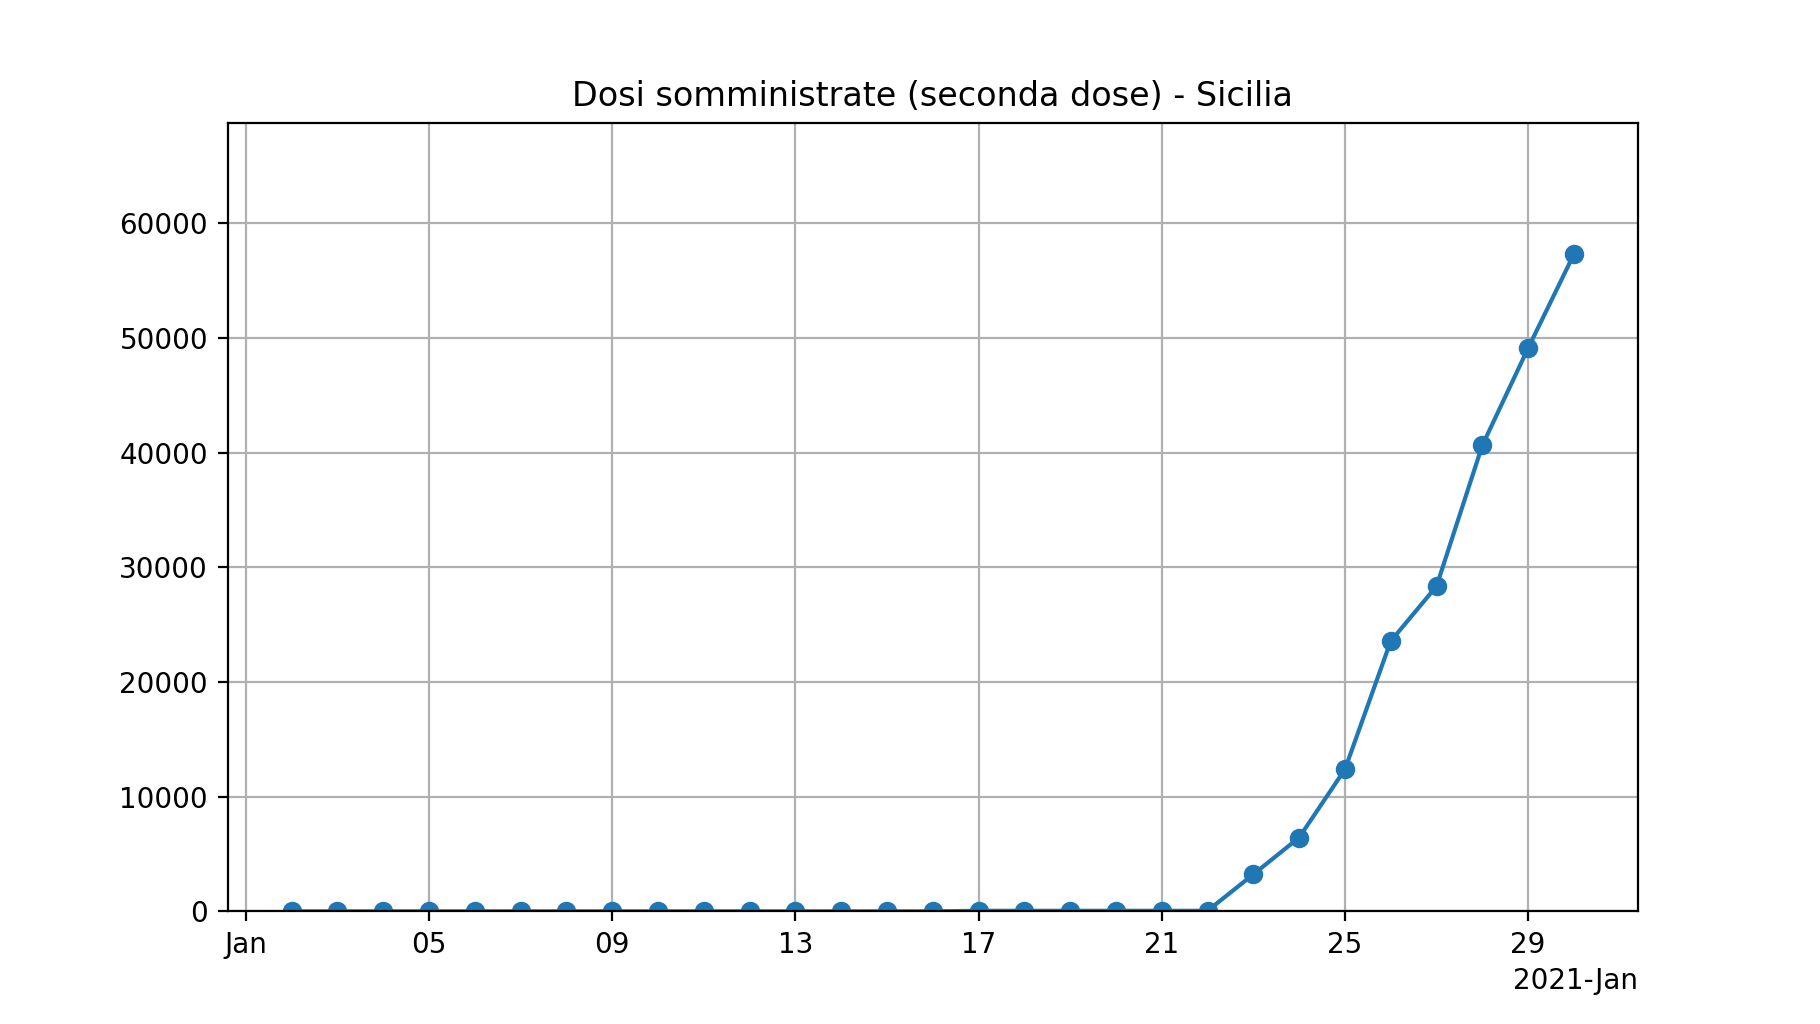 Dosi somministrate (seconda dose) - Sicilia
60000
50000
40000
30000
20000
10000
0
Jan 05 09 13 17 21 25 29
2021-Jan